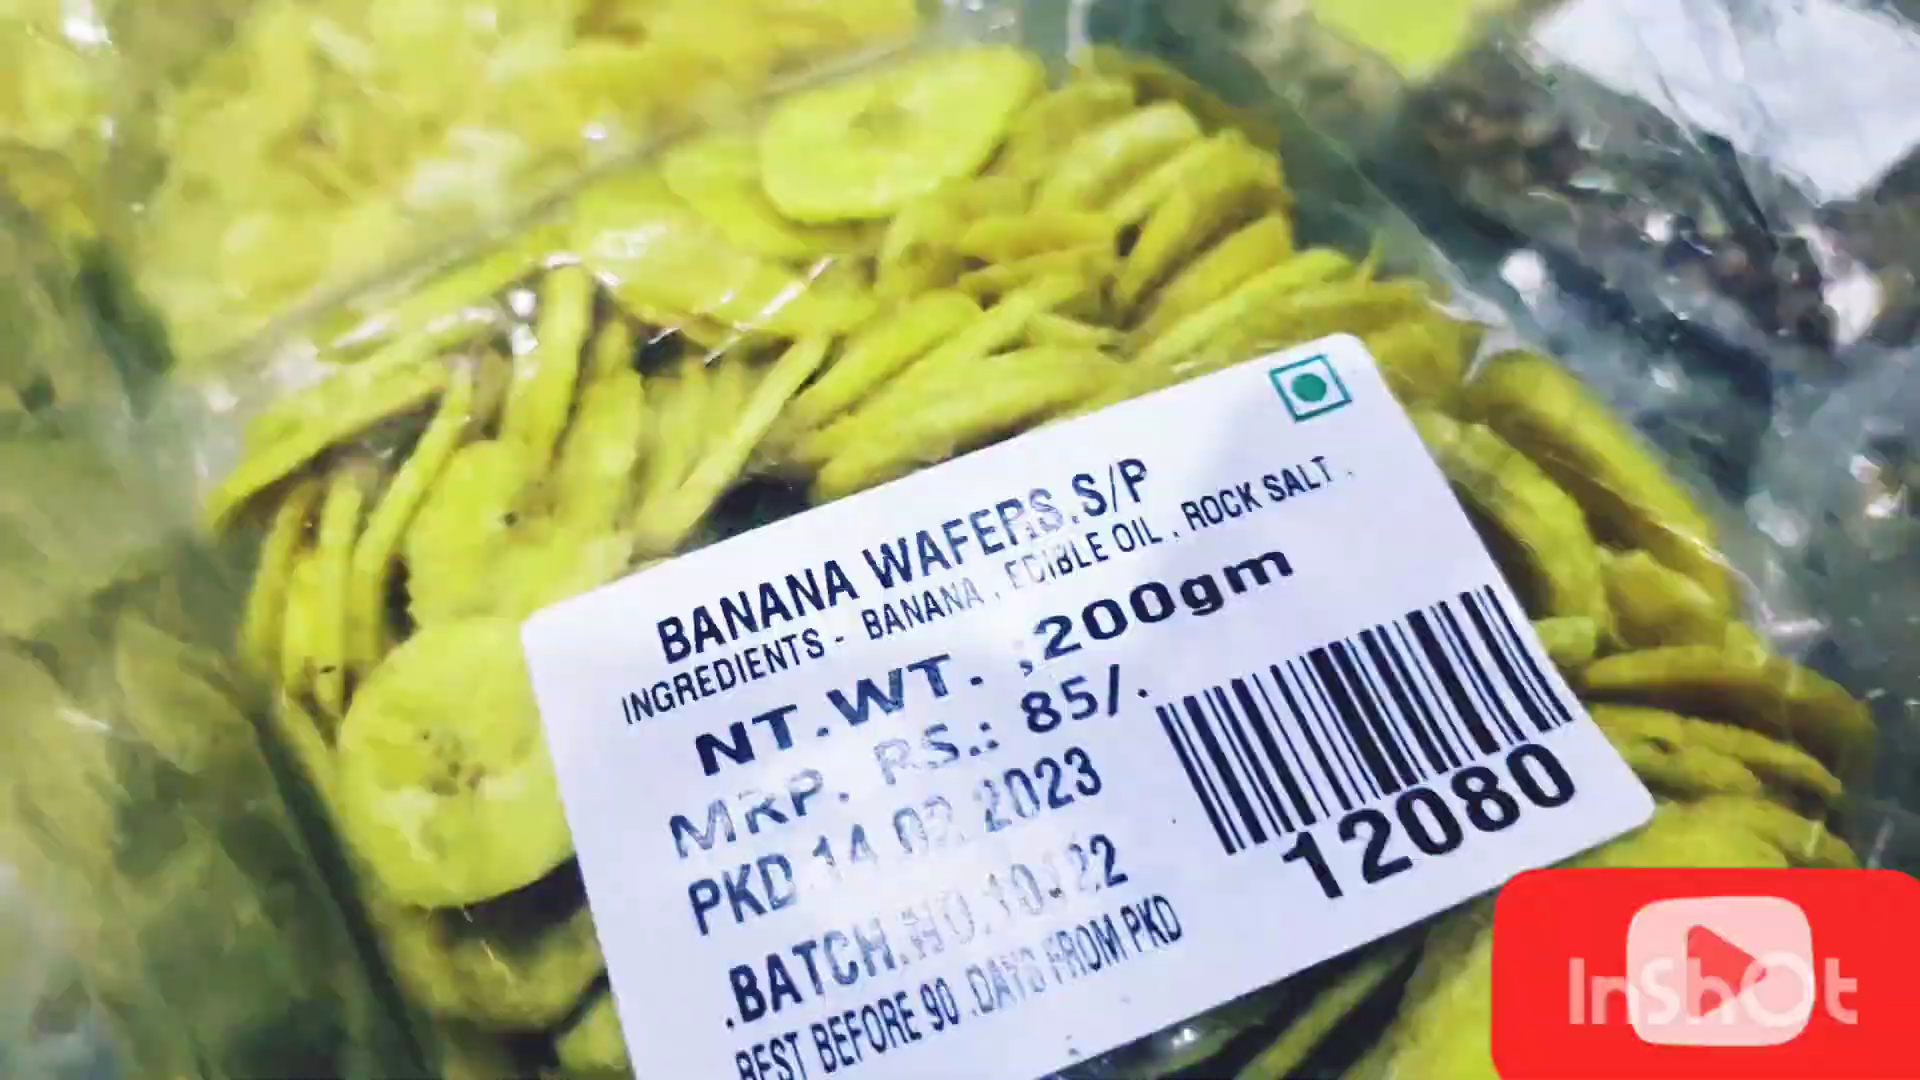 BANANA WAFERS.S/P
INGREDIENTS - BANANA , EDIBLE OIL , ROCK SALT .
NT.WT. :200gm
MRP. RS.: 85/.
PKD 14 02 2023
.BATCH.NO.10-22
BEST BEFORE 90 .DAYS FROM PKD
12080
InShOt